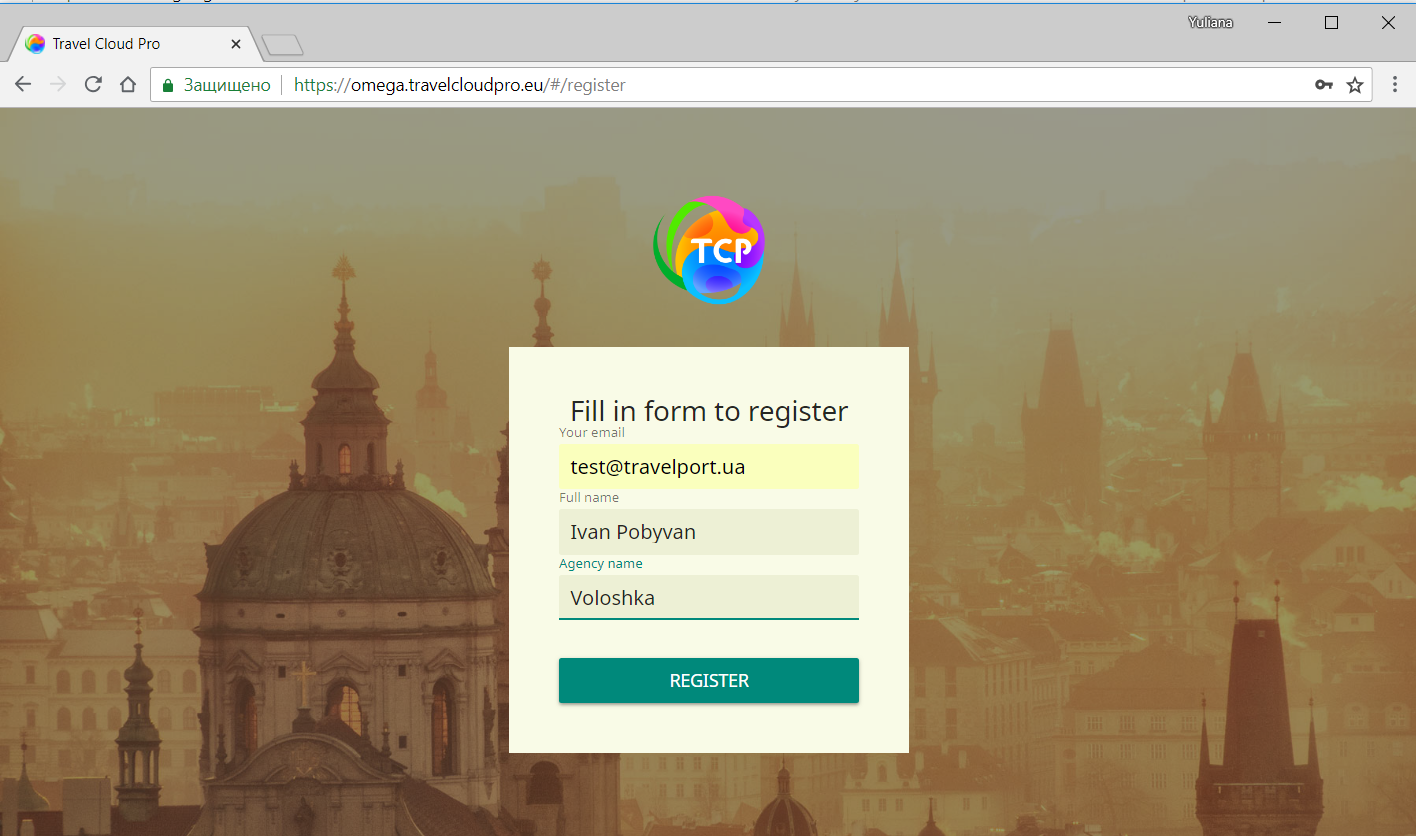 Yuliana
Travel Cloud Pro
Защищено
https://omega.travelcloudpro.eu/#/register
TCP
Fill in form to register
Your email
test@travelport.ua
Full name
Ivan Pobyvan
Agency name
Voloshka
REGISTER